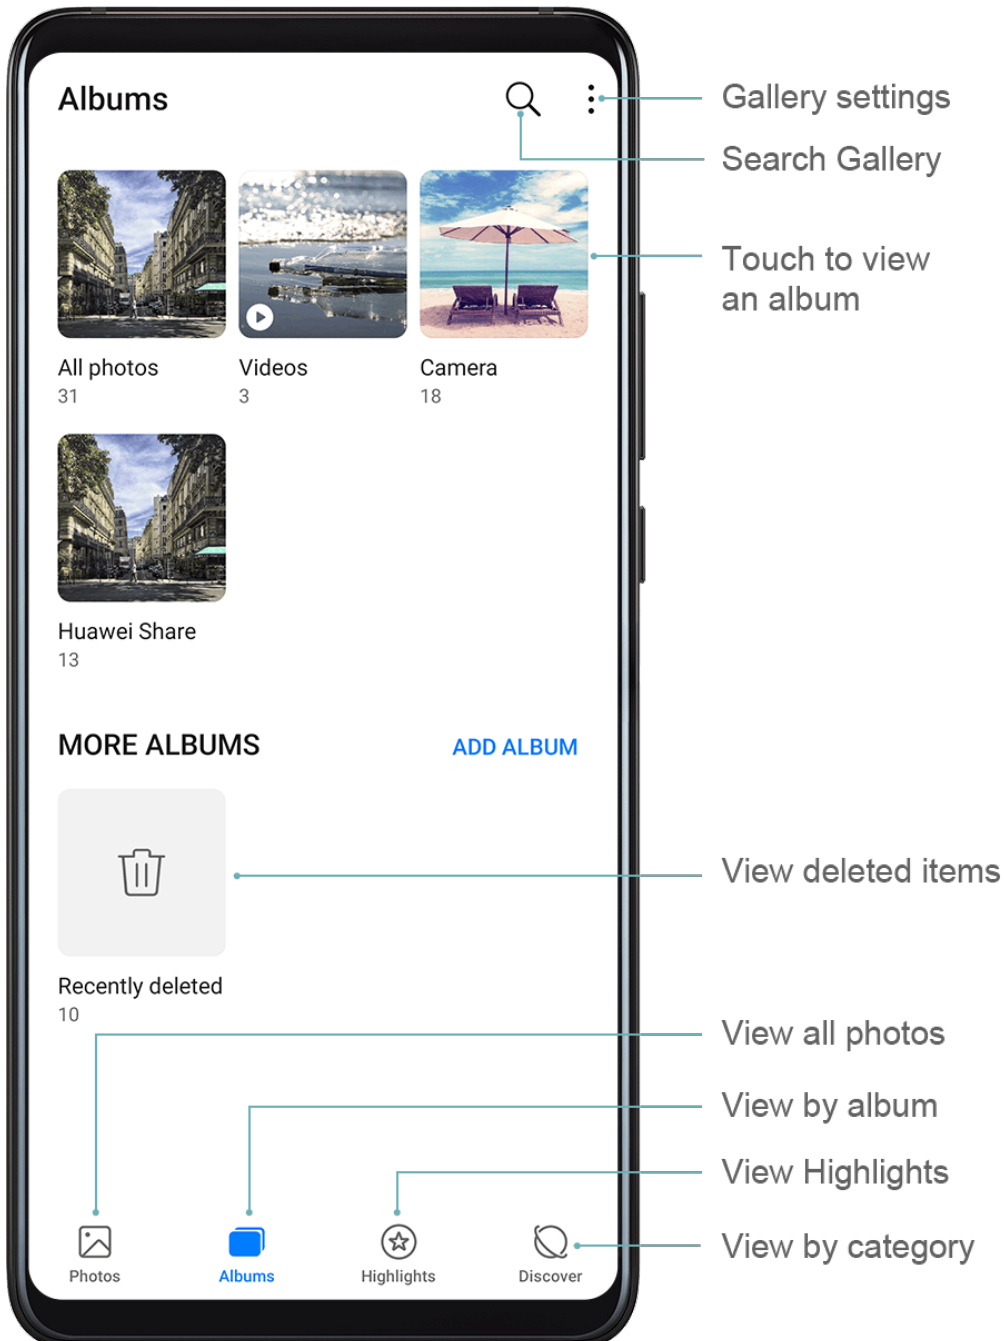 Albums
Gallery settings
Search Gallery
Touch to view
an album
All photos
31
Videos
3
Camera
18
Huawei Share
13
MORE ALBUMS
ADD ALBUM
View deleted items
Recently deleted
10
View all photos
View by album
View Highlights
View by category
Photos
Albums
Highlights
Discover